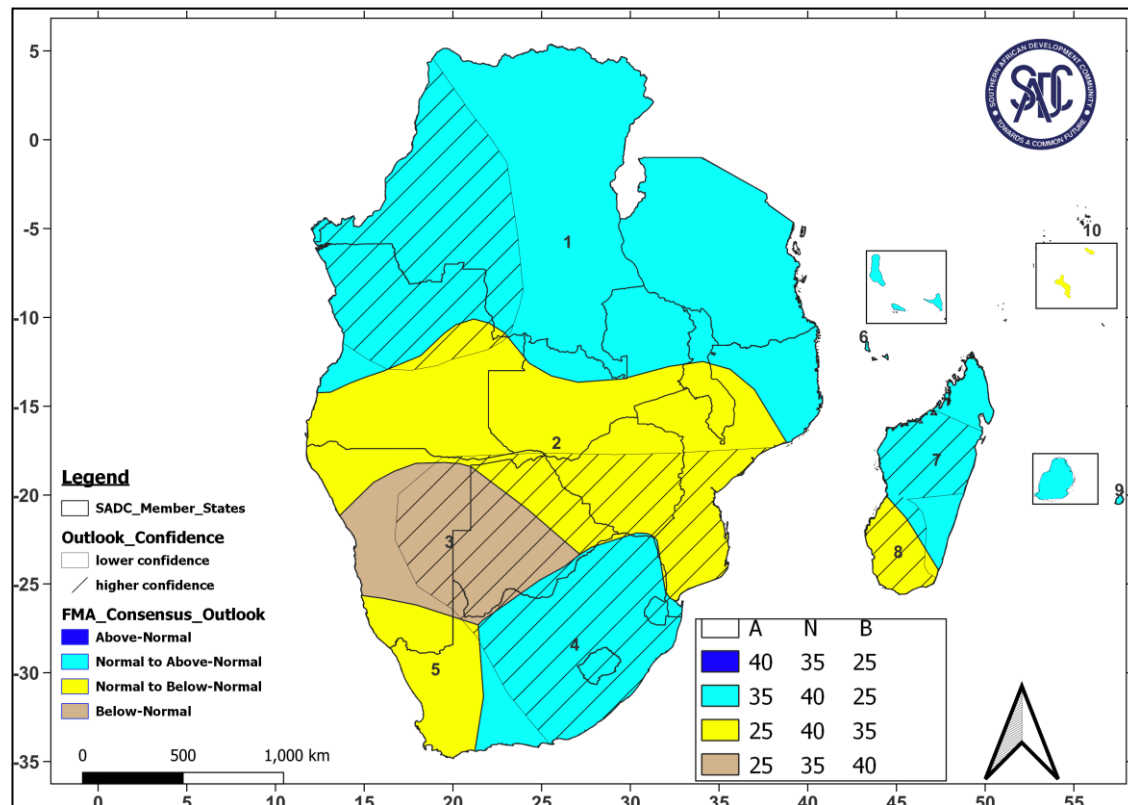 5
0
-5
-10
-15
-20
-25
-30
-35
SOUTHERN AFRICAN DEVELOPMENT COMMUNITY
SADC
TOWARDS A COMMON FUTURE
1
2
3
4
5
6
7
8
9
10
Legend
SADC_Member_States
Outlook_Confidence
lower confidence
higher confidence
FMA_Consensus_Outlook
Above-Normal
Normal to Above-Normal
Normal to Below-Normal
Below-Normal
0 500 1,000 km
A N B
40 35 25
35 40 25
25 40 35
25 35 40
0 5 10 15 20 25 30 35 40 45 50 55